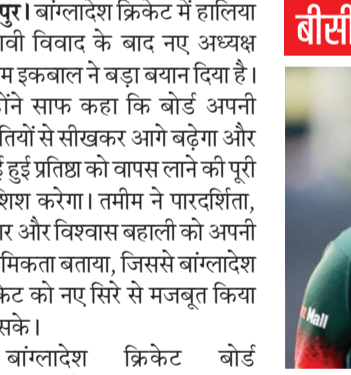 पुर। बांग्लादेश क्रिकेट में हालिया
विवाद के बाद नए अध्यक्ष
इकबाल ने बड़ा बयान दिया है।
साफ कहा कि बोर्ड अपनी
से सीखकर आगे बढ़ेगा और
हुई प्रतिष्ठा को वापस लाने की पूरी
करेगा। तमीम ने पारदर्शिता,
और विश्वास बहाली को अपनी
बताया, जिससे बांग्लादेश
को नए सिरे से मजबूत किया
सके।
बांग्लादेश क्रिकेट बोर्ड
बीसी
Mall